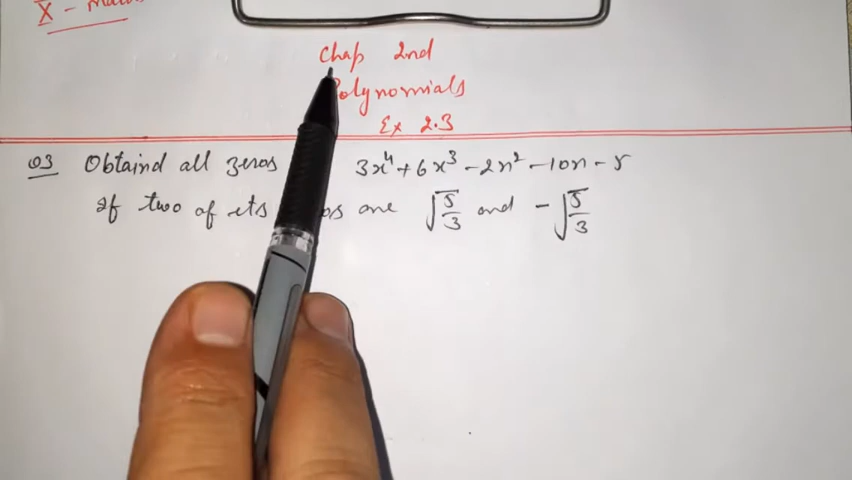 X - Maths
Chap 2nd
Polynomials
Ex 2.3
Q3 Obtaind all zeros 3x⁴+6x³-2x²-10x-5
If two of its are √5/3 and -√5/3